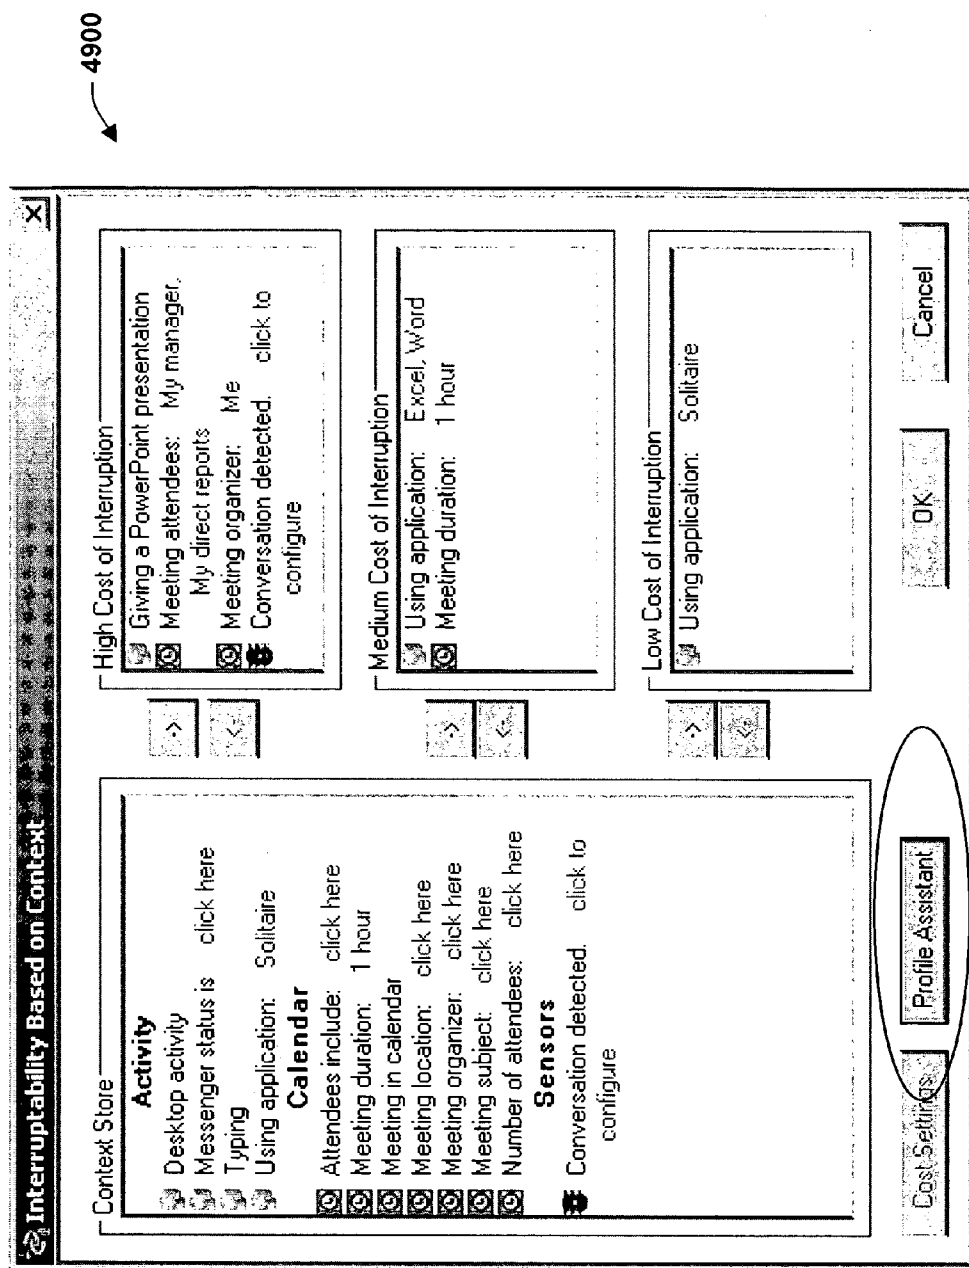 4900
Interruptability Based on Context
X
Context Store
Activity
Desktop activity
Messenger status is click here
Typing
Using application: Solitaire
Calendar
Attendees include: click here
Meeting duration: 1 hour
Meeting in calendar
Meeting location: click here
Meeting organizer: click here
Meeting subject: click here
Number of attendees: click here
Sensors
Conversation detected. click to
configure
->
<-
->
<-
->
<-
High Cost of Interruption
Giving a PowerPoint presentation
Meeting attendees: My manager,
My direct reports
Meeting organizer: Me
Conversation detected. click to
configure
Medium Cost of Interruption
Using application: Excel, Word
Meeting duration: 1 hour
Low Cost of Interruption
Using application: Solitaire
Cost Settings
Profile Assistant
OK
Cancel